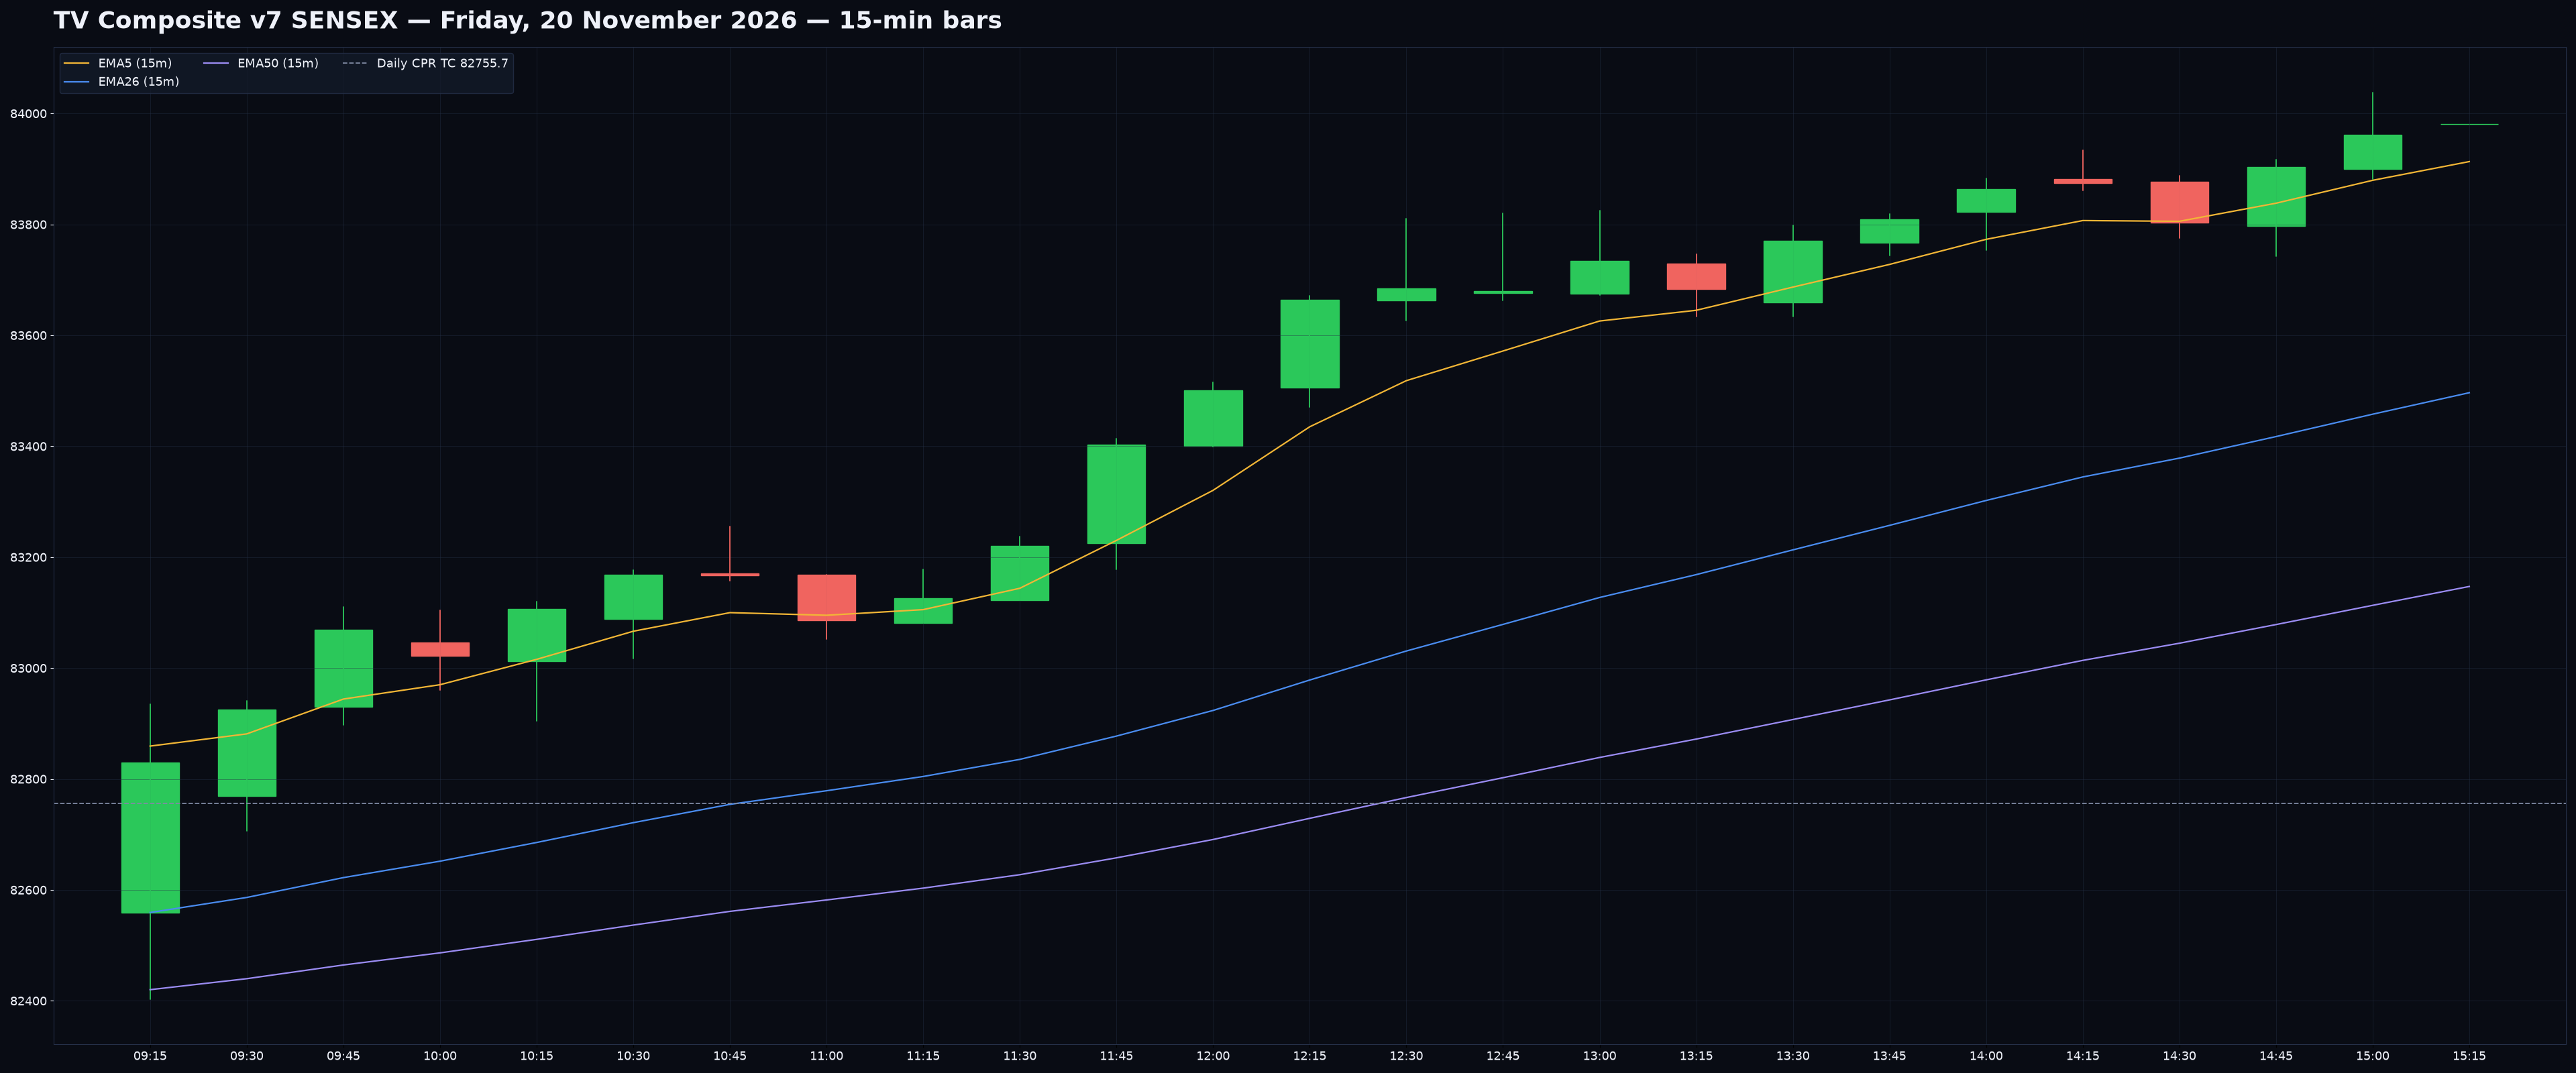 TV Composite v7 SENSEX — Friday, 20 November 2026 — 15-min bars
EMA5 (15m) EMA50 (15m) Daily CPR TC 82755.7
EMA26 (15m)
84000
83800
83600
83400
83200
83000
82800
82600
82400
09:15 09:30 09:45 10:00 10:15 10:30 10:45 11:00 11:15 11:30 11:45 12:00 12:15 12:30 12:45 13:00 13:15 13:30 13:45 14:00 14:15 14:30 14:45 15:00 15:15